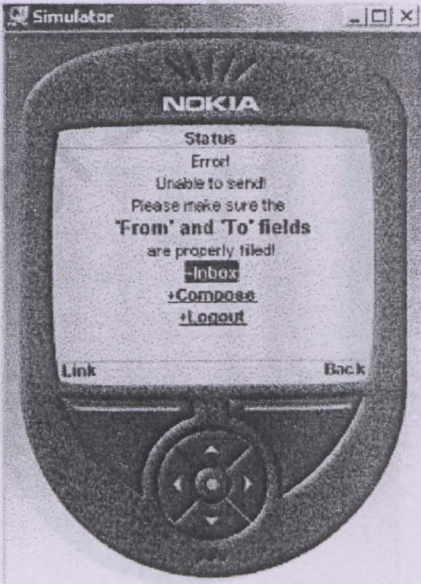 Simulator
NOKIA
Status
Error!
Unable to send!
Please make sure the
'From' and 'To' fields
are properly filled!
+Inbox
+Compose
+Logout
Link Back